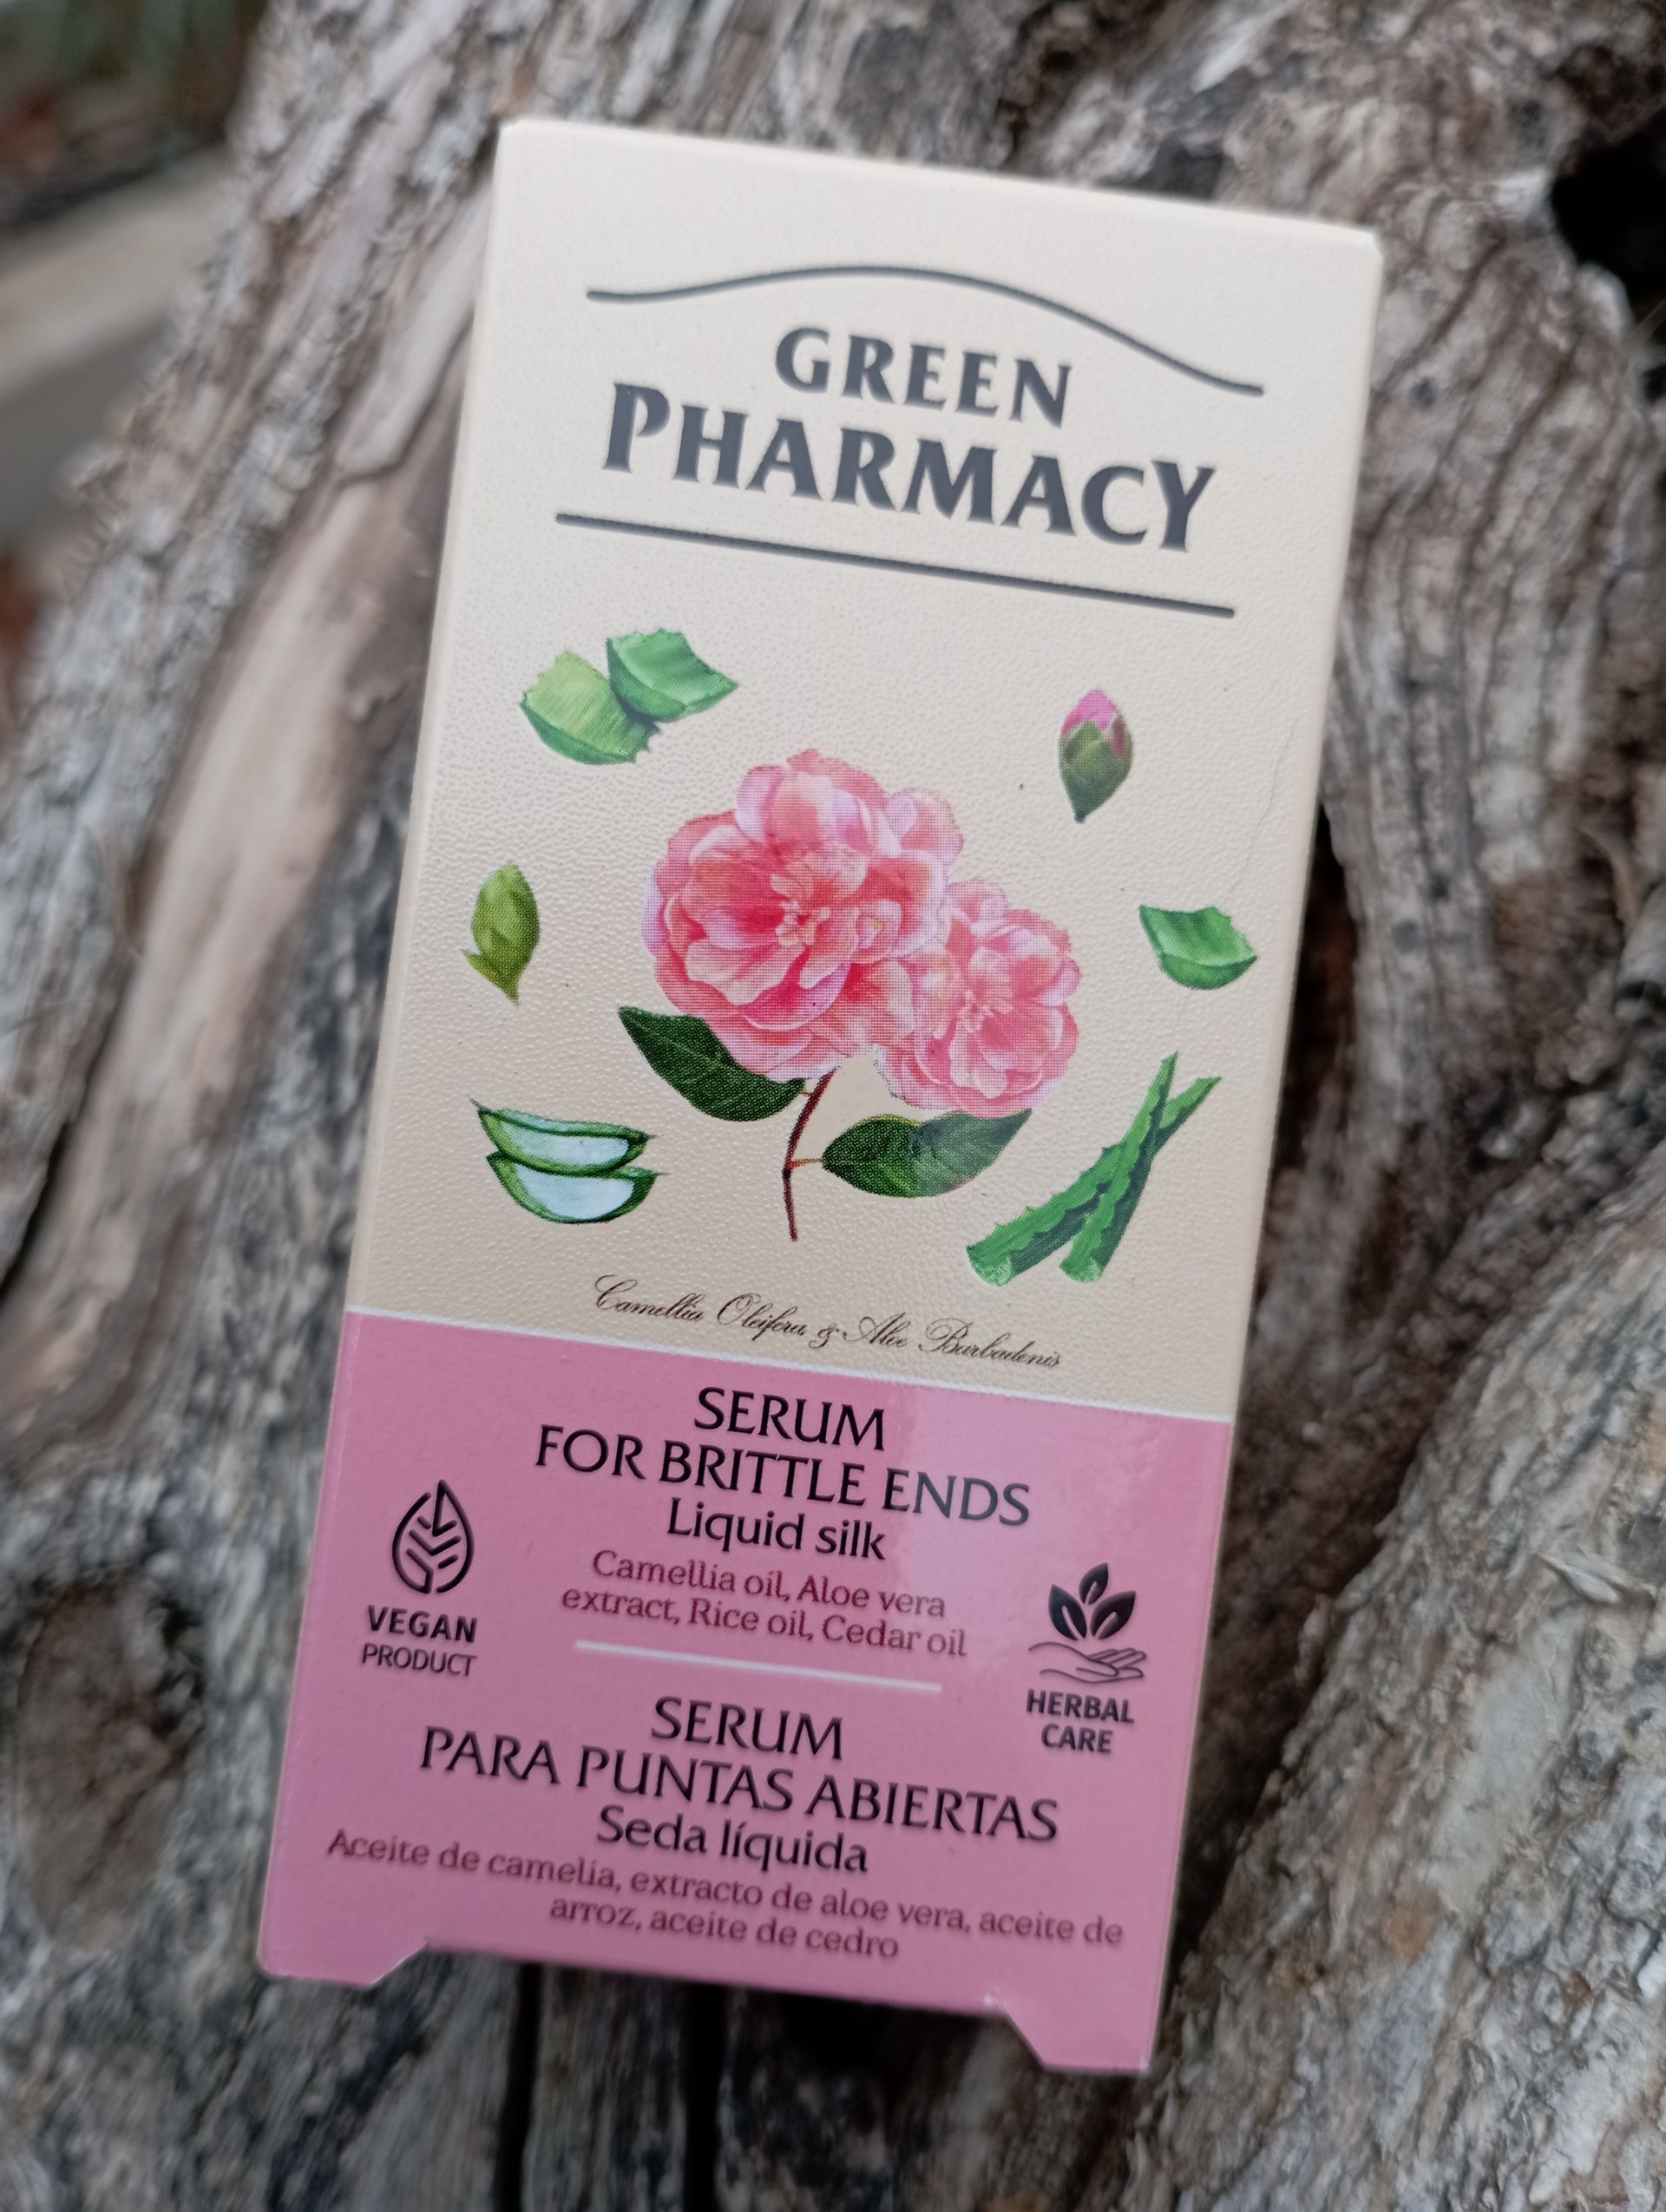 GREEN
PHARMACY
Camellia Oleifera & Aloe Barbadenis
SERUM
FOR BRITTLE ENDS
Liquid silk
Camellia oil, Aloe vera
extract, Rice oil, Cedar oil
VEGAN
PRODUCT
HERBAL
CARE
SERUM
PARA PUNTAS ABIERTAS
Seda líquida
Aceite de camelia, extracto de aloe vera, aceite de
arroz, aceite de cedro